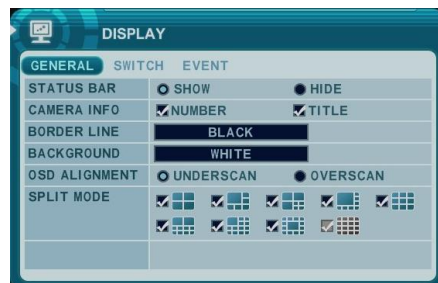 DISPLAY
GENERAL SWITCH EVENT
STATUS BAR SHOW HIDE
CAMERA INFO NUMBER TITLE
BORDER LINE BLACK
BACKGROUND WHITE
OSD ALIGNMENT UNDERSCAN OVERSCAN
SPLIT MODE